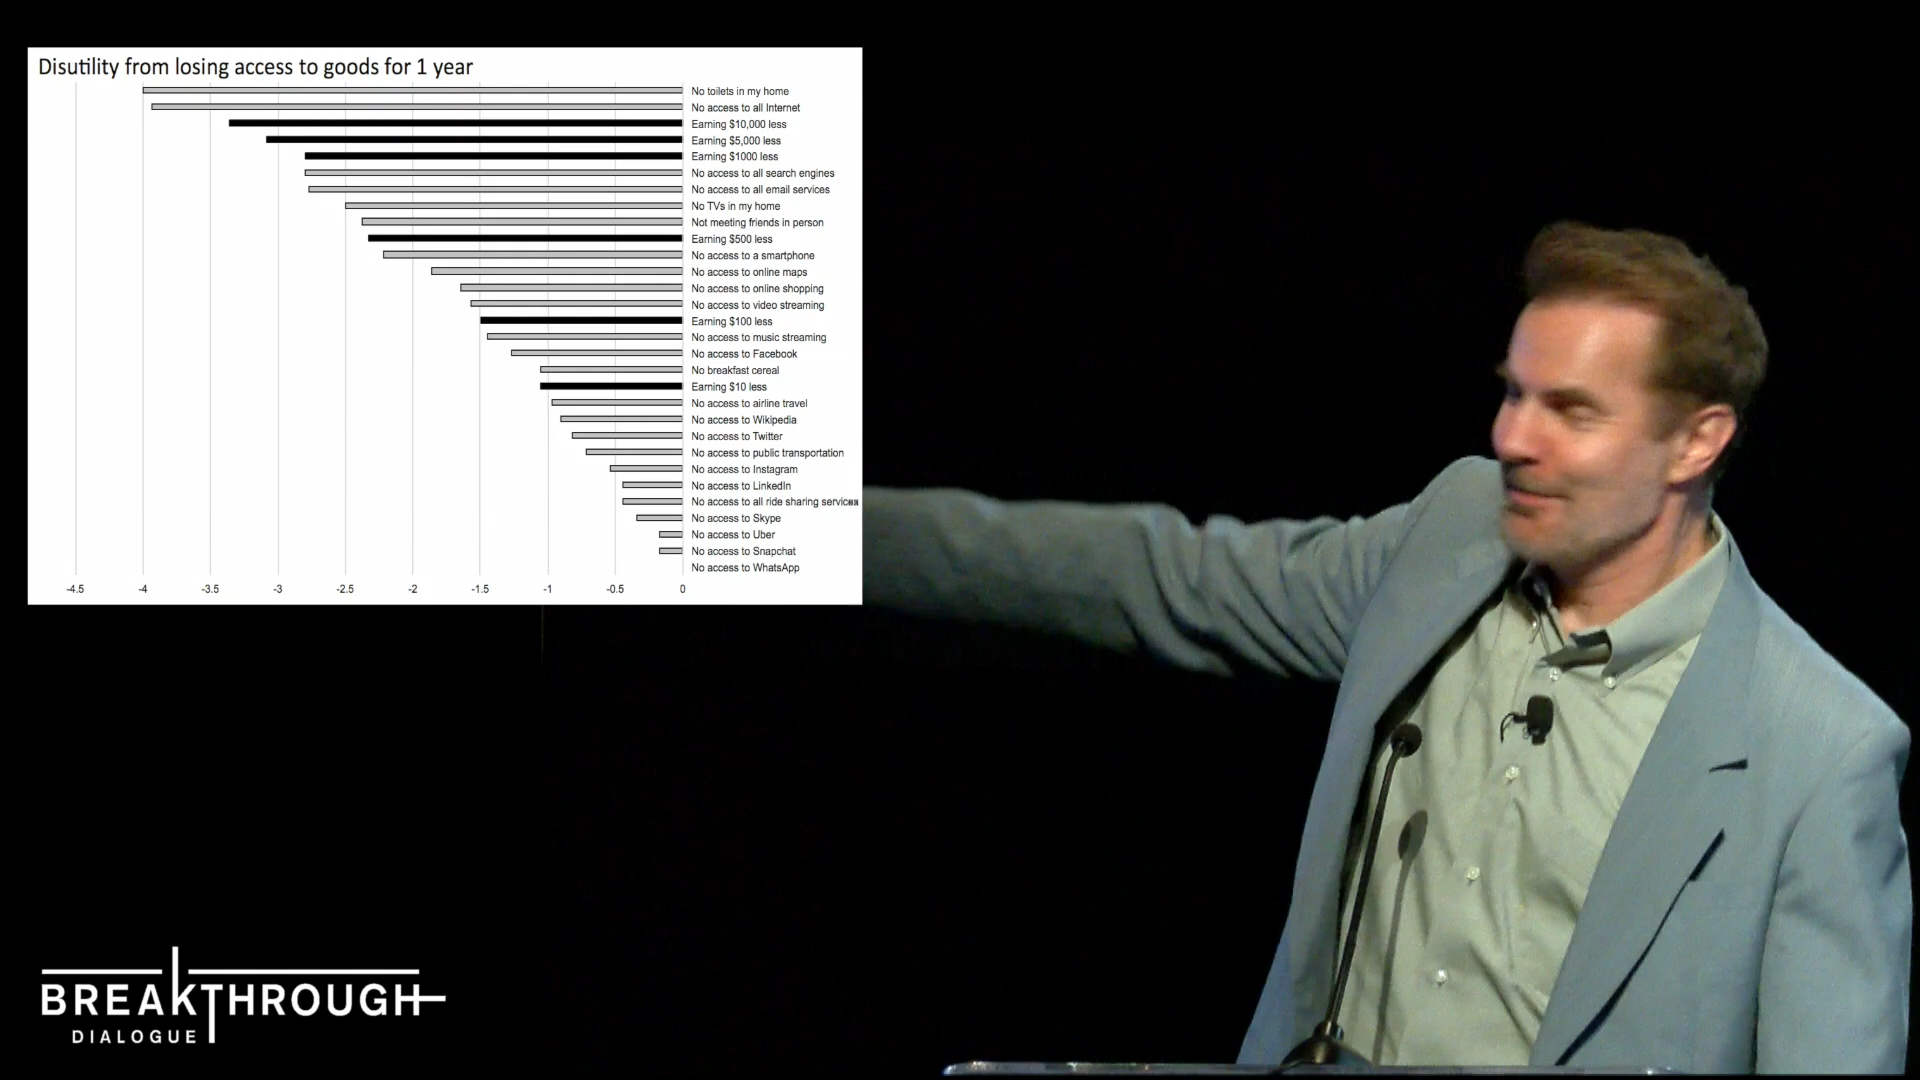 Disutility from losing access to goods for 1 year
No toilets in my home
No access to all Internet
Earning $10,000 less
Earning $5,000 less
Earning $1000 less
No access to all search engines
No access to all email services
No TVs in my home
Not meeting friends in person
Earning $500 less
No access to a smartphone
No access to online maps
No access to online shopping
No access to video streaming
Earning $100 less
No access to music streaming
No access to Facebook
No breakfast cereal
Earning $10 less
No access to airline travel
No access to Wikipedia
No access to Twitter
No access to public transportation
No access to Instagram
No access to LinkedIn
No access to all ride sharing services
No access to Skype
No access to Uber
No access to Snapchat
No access to WhatsApp
-4.5 -4 -3.5 -3 -2.5 -2 -1.5 -1 -0.5 0
BREAKTHROUGH
DIALOGUE